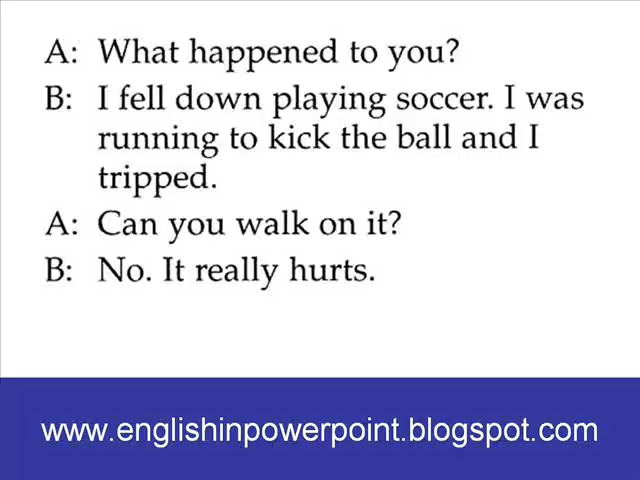 A: What happened to you?
B: I fell down playing soccer. I was
running to kick the ball and I
tripped.
A: Can you walk on it?
B: No. It really hurts.
www.englishinpowerpoint.blogspot.com